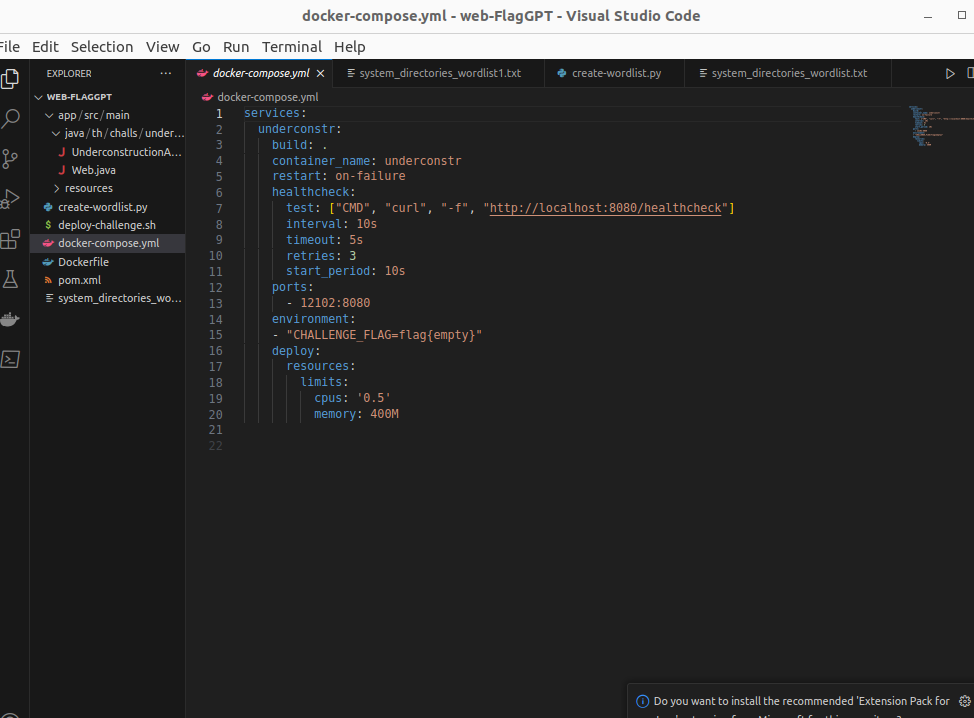 docker-compose.yml - web-FlagGPT - Visual Studio Code
File Edit Selection View Go Run Terminal Help
EXPLORER ...
WEB-FLAGGPT
app/src/main
java/th/challs/under...
UnderconstructionA...
Web.java
resources
create-wordlist.py
deploy-challenge.sh
docker-compose.yml
Dockerfile
pom.xml
system_directories_wo...
docker-compose.yml system_directories_wordlist1.txt create-wordlist.py system_directories_wordlist.txt
docker-compose.yml
1 services:
2 underconstr:
3 build: .
4 container_name: underconstr
5 restart: on-failure
6 healthcheck:
7 test: ["CMD", "curl", "-f", "http://localhost:8080/healthcheck"]
8 interval: 10s
9 timeout: 5s
10 retries: 3
11 start_period: 10s
12 ports:
13 - 12102:8080
14 environment:
15 - "CHALLENGE_FLAG=flag{empty}"
16 deploy:
17 resources:
18 limits:
19 cpus: '0.5'
20 memory: 400M
21
22
Do you want to install the recommended 'Extension Pack for